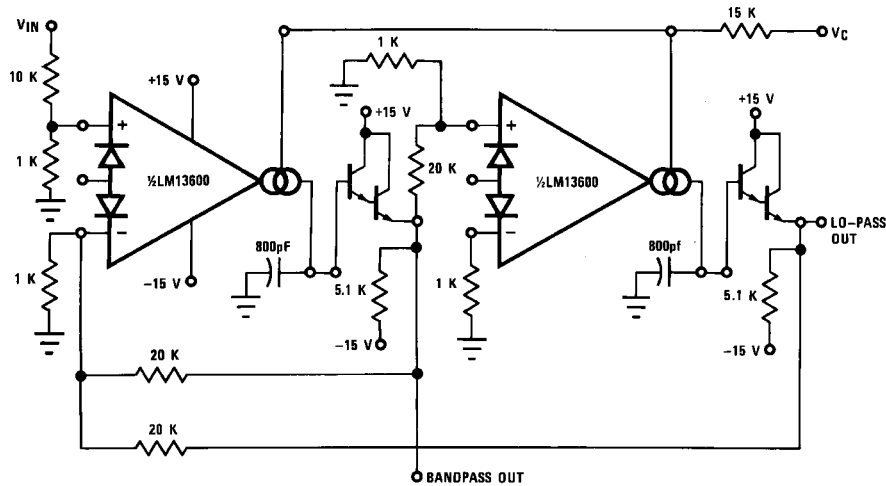 VIN
10 K
1 K
1 K
+
−
+15 V
−15 V
½LM13600
800pF
+15 V
5.1 K
−15 V
1 K
20 K
+
−
1 K
½LM13600
15 K
VC
800pf
+15 V
LO-PASS
OUT
5.1 K
−15 V
20 K
20 K
BANDPASS OUT